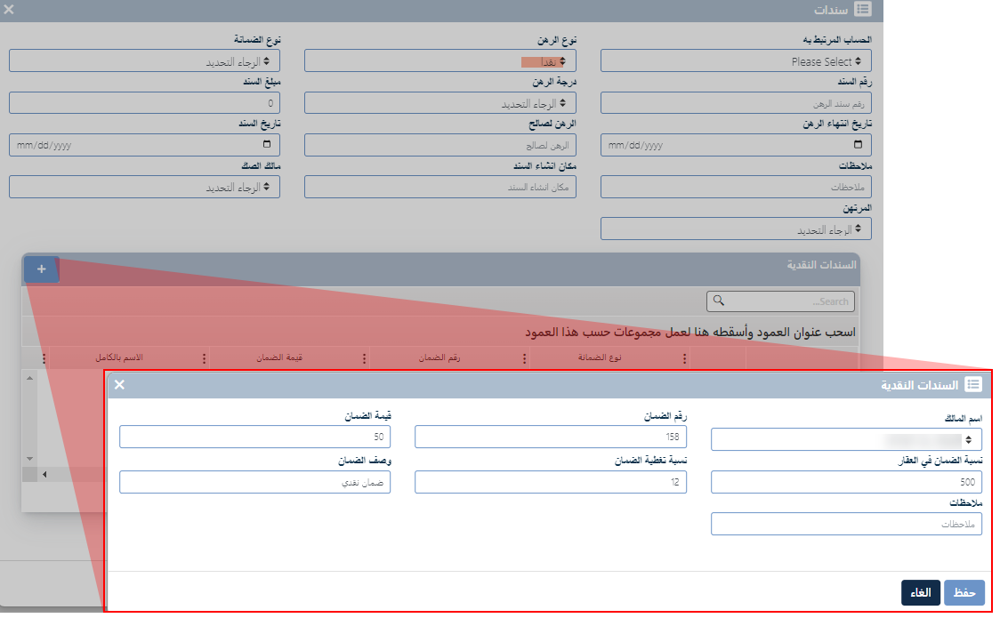 سندات
الحساب المرتبط به نوع الرهن نوع الضمانة
Please Select نقدا الرجاء التحديد
رقم السند درجة الرهن مبلغ السند
رقم سند الرهن الرجاء التحديد 0
تاريخ انتهاء الرهن الرهن لصالح تاريخ السند
mm/dd/yyyy الرهن لصالح mm/dd/yyyy
ملاحظات مكان انشاء السند مالك الصك
ملاحظات مكان انشاء السند الرجاء التحديد
المرتهن
الرجاء التحديد
السندات النقدية +
Search...
اسحب عنوان العمود وأسقطه هنا لعمل مجموعات حسب هذا العمود
نوع الضمانة رقم الضمان قيمة الضمان الاسم بالكامل
السندات النقدية
اسم المالك رقم الضمان قيمة الضمان
158 50
نسبة الضمان في العقار نسبة تغطية الضمان وصف الضمان
500 12 ضمان نقدي
ملاحظات
ملاحظات
حفظ الغاء